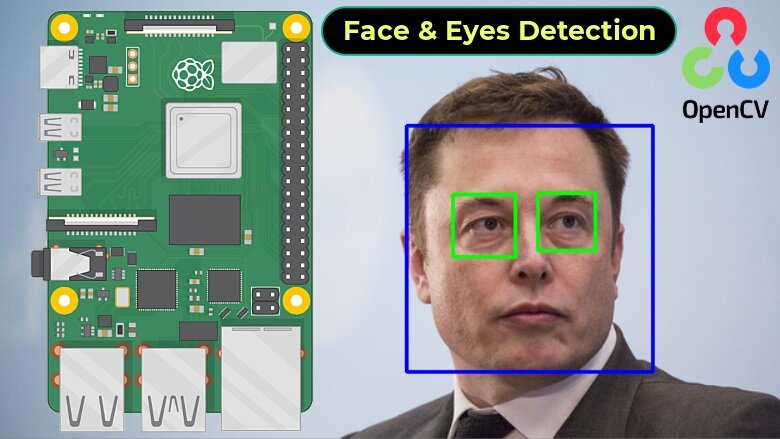 Face & Eyes Detection
OpenCV